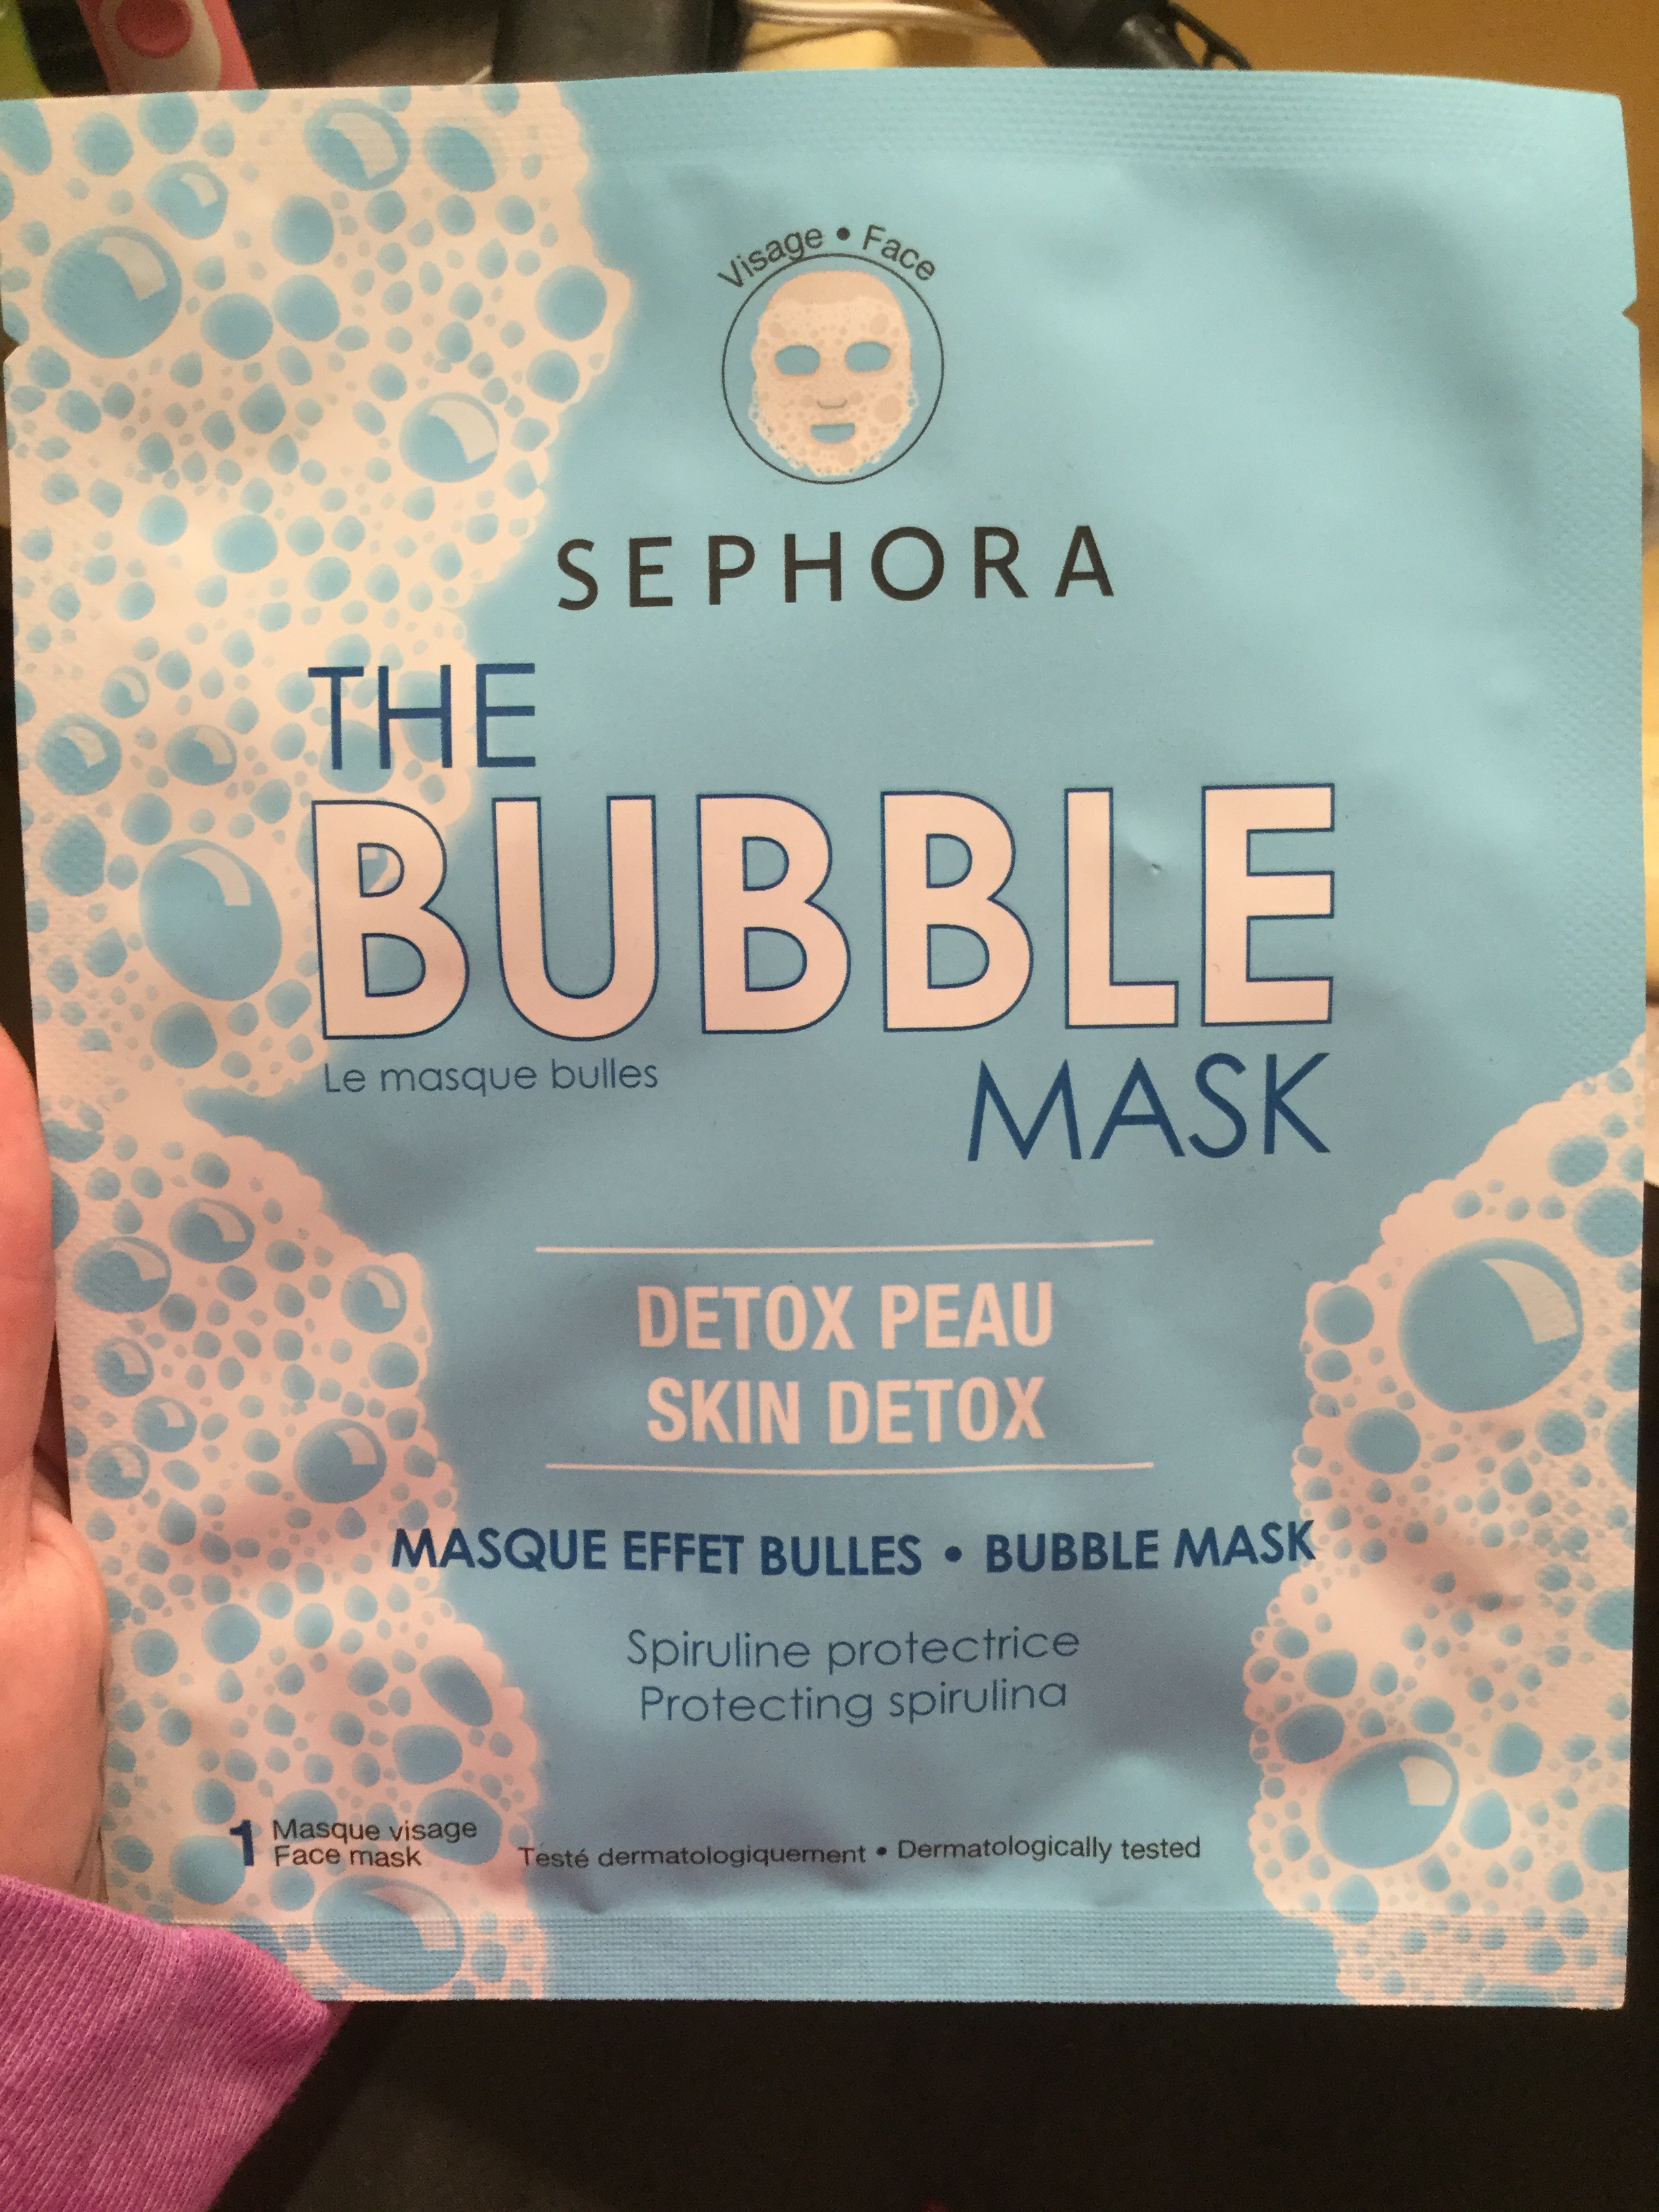 Visage • Face
SEPHORA
THE
BUBBLE
Le masque bulles
MASK
DETOX PEAU
SKIN DETOX
MASQUE EFFET BULLES • BUBBLE MASK
Spiruline protectrice
Protecting spirulina
1 Masque visage
Face mask
Testé dermatologiquement • Dermatologically tested